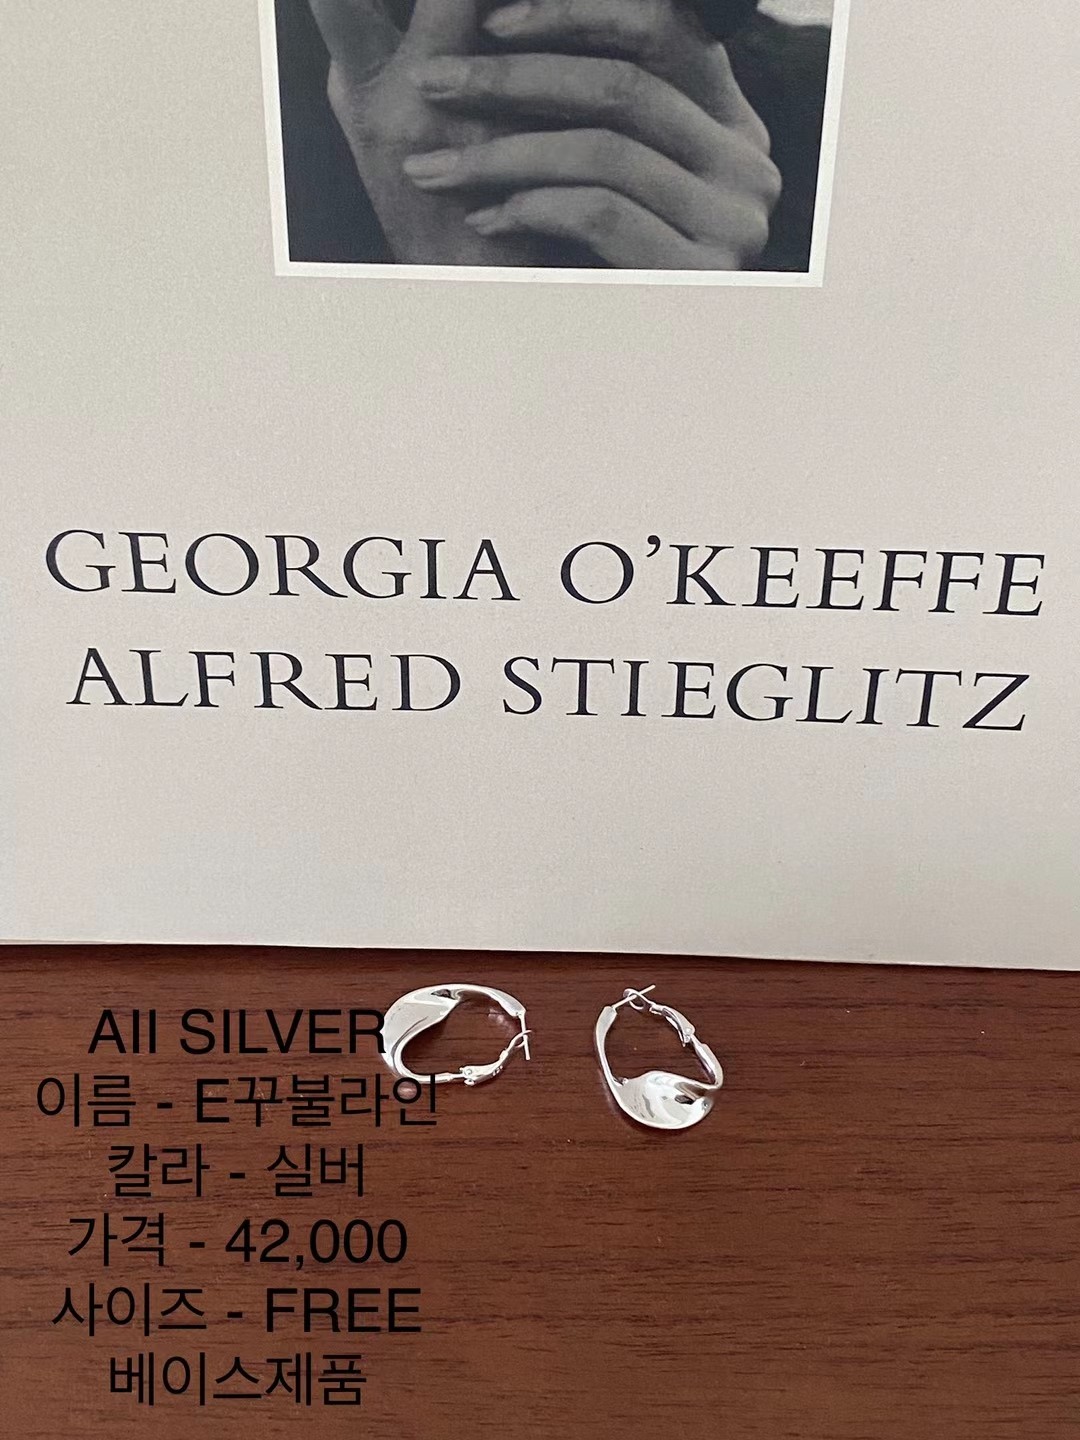 GEORGIA O'KEEFFE
ALFRED STIEGLITZ
All SILVER
이름 - E꾸불라인
칼라 - 실버
가격 - 42,000
사이즈 - FREE
베이스제품